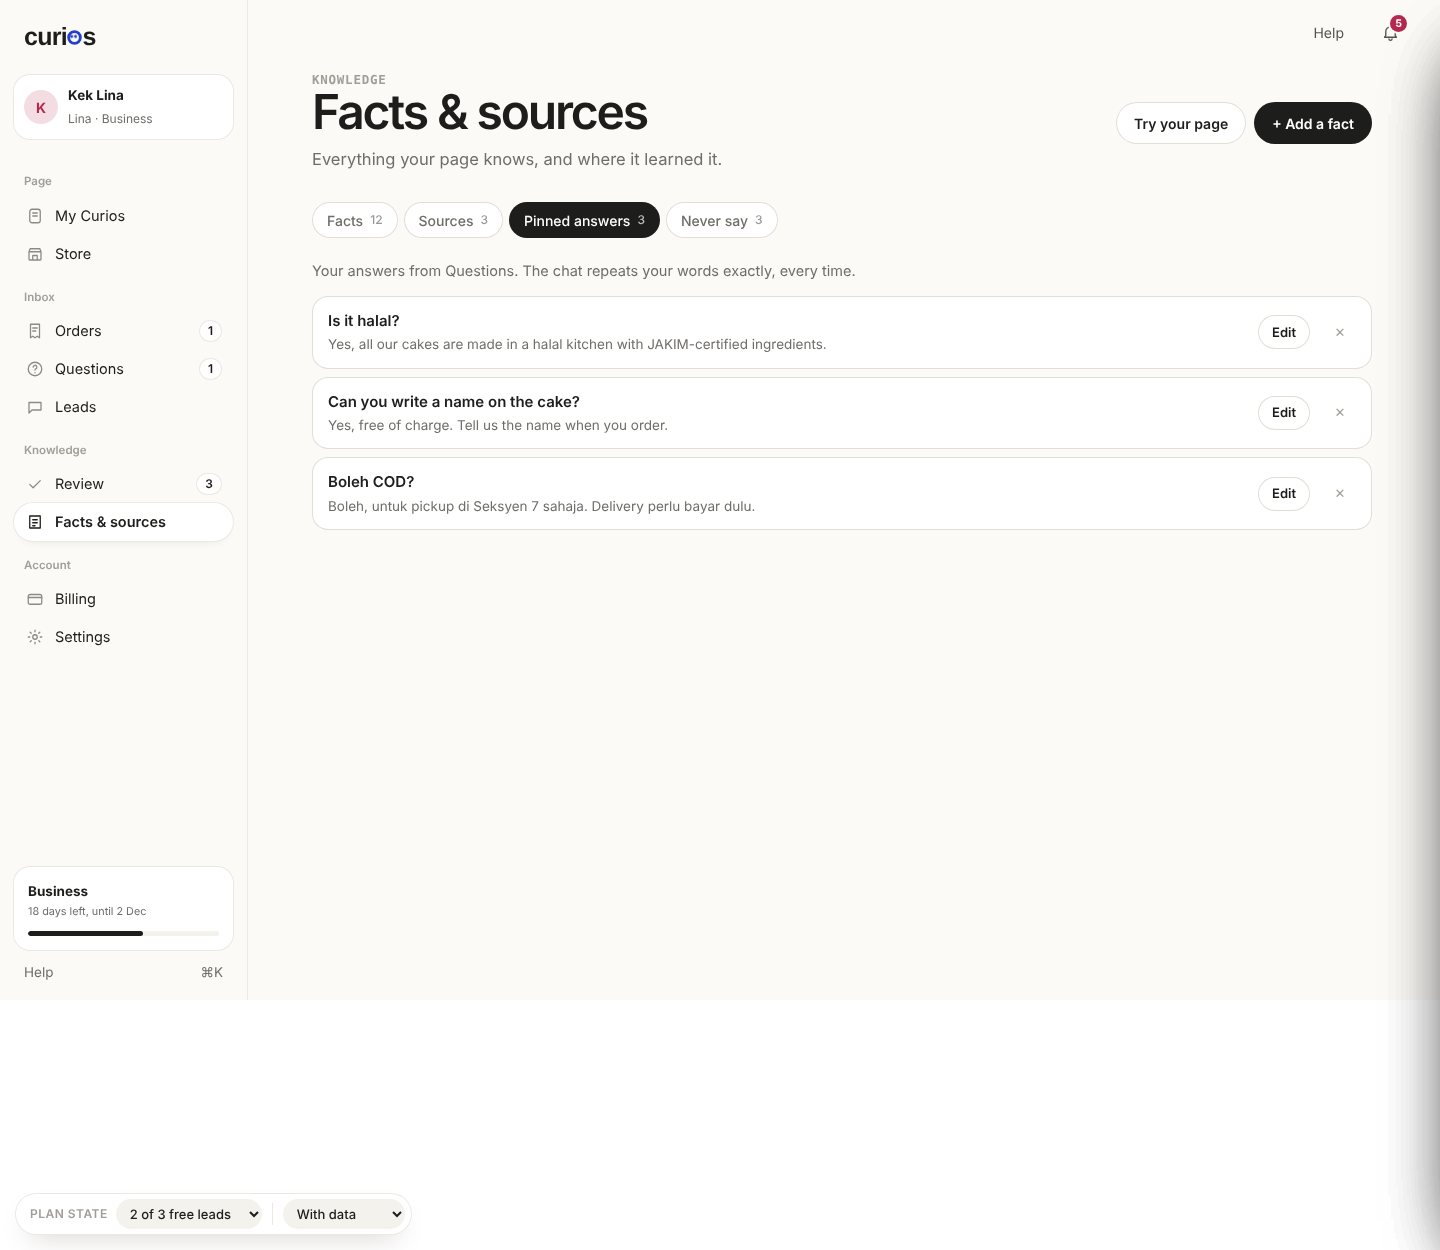 curios
K
Kek Lina
Lina · Business
Page
My Curios
Store
Inbox
Orders 1
Questions 1
Leads
Knowledge
Review 3
Facts & sources
Account
Billing
Settings
Business
18 days left, until 2 Dec
Help ⌘K
Help
5
KNOWLEDGE
Facts & sources
Everything your page knows, and where it learned it.
Try your page
+ Add a fact
Facts 12
Sources 3
Pinned answers 3
Never say 3
Your answers from Questions. The chat repeats your words exactly, every time.
Is it halal?
Yes, all our cakes are made in a halal kitchen with JAKIM-certified ingredients.
Edit ×
Can you write a name on the cake?
Yes, free of charge. Tell us the name when you order.
Edit ×
Boleh COD?
Boleh, untuk pickup di Seksyen 7 sahaja. Delivery perlu bayar dulu.
Edit ×
PLAN STATE 2 of 3 free leads With data